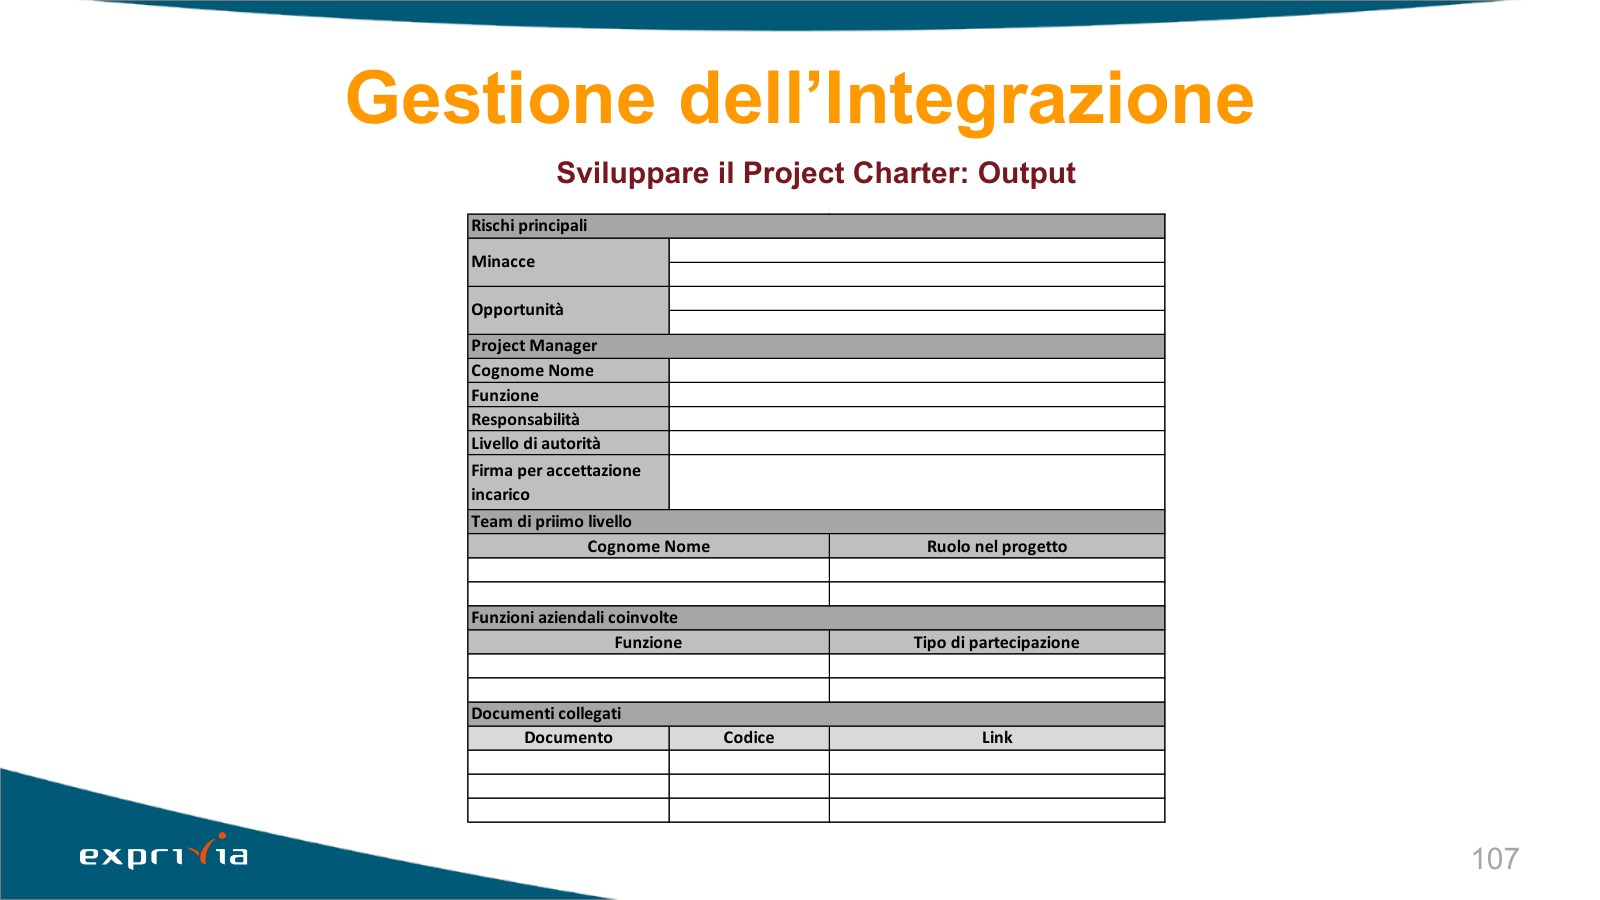 Gestione dell’Integrazione
Sviluppare il Project Charter: Output
Rischi principali
Minacce
Opportunità
Project Manager
Cognome Nome
Funzione
Responsabilità
Livello di autorità
Firma per accettazione
incarico
Team di priimo livello
Cognome Nome Ruolo nel progetto
Funzioni aziendali coinvolte
Funzione Tipo di partecipazione
Documenti collegati
Documento Codice Link
exprivia
107